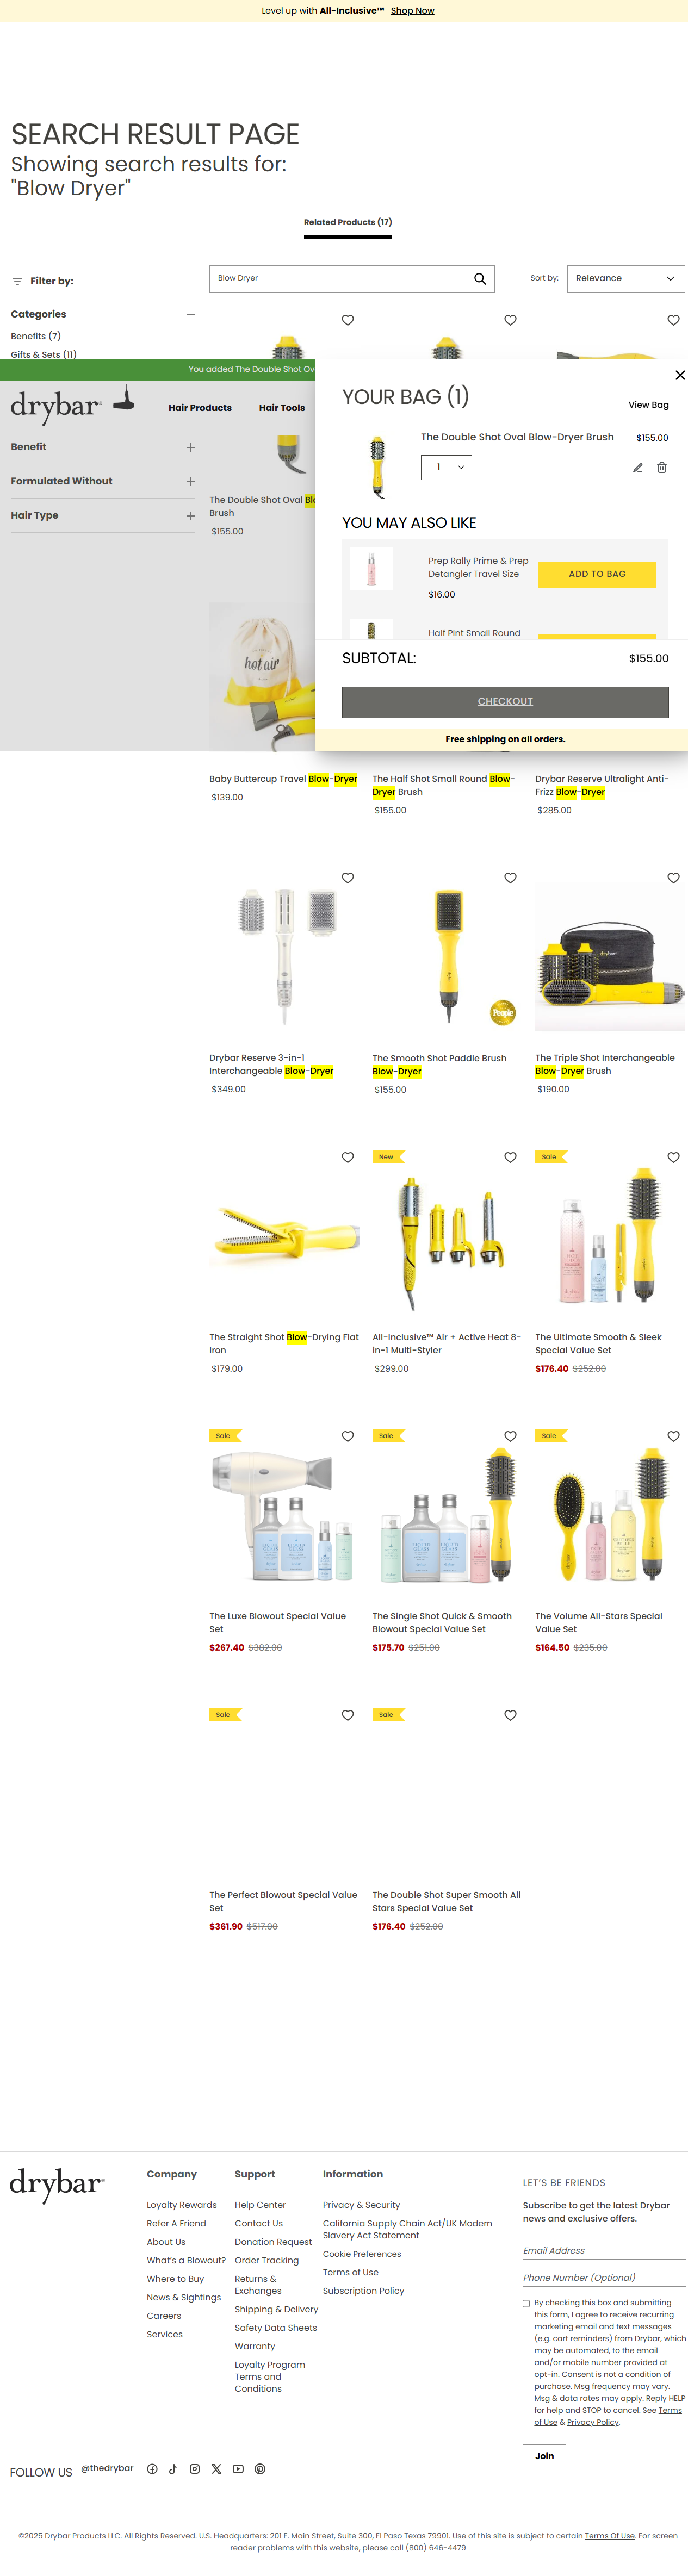 Level up with All-Inclusive™ Shop Now
SEARCH RESULT PAGE
Showing search results for:
"Blow Dryer"
Related Products (17)
Filter by:
Blow Dryer
Sort by:
Relevance
Categories
Benefits (7)
Gifts & Sets (11)
You added The Double Shot Ov
drybar
Hair Products
Hair Tools
Benefit
Formulated Without
Hair Type
The Double Shot Oval Blo
Brush
$155.00
YOUR BAG (1)
View Bag
The Double Shot Oval Blow-Dryer Brush
$155.00
1
YOU MAY ALSO LIKE
Prep Rally Prime & Prep
Detangler Travel Size
$16.00
ADD TO BAG
Half Pint Small Round
SUBTOTAL:
$155.00
CHECKOUT
Free shipping on all orders.
hot air
Baby Buttercup Travel Blow-Dryer
$139.00
The Half Shot Small Round Blow-
Dryer Brush
$155.00
Drybar Reserve Ultralight Anti-
Frizz Blow-Dryer
$285.00
People
drybar
Drybar Reserve 3-in-1
Interchangeable Blow-Dryer
$349.00
The Smooth Shot Paddle Brush
Blow-Dryer
$155.00
The Triple Shot Interchangeable
Blow-Dryer Brush
$190.00
New
Sale
The Straight Shot Blow-Drying Flat
Iron
$179.00
All-Inclusive™ Air + Active Heat 8-
in-1 Multi-Styler
$299.00
The Ultimate Smooth & Sleek
Special Value Set
$176.40 $252.00
Sale
Sale
Sale
LIQUID GLASS
LIQUID GLASS
The Luxe Blowout Special Value
Set
$267.40 $382.00
The Single Shot Quick & Smooth
Blowout Special Value Set
$175.70 $251.00
The Volume All-Stars Special
Value Set
$164.50 $235.00
Sale
Sale
The Perfect Blowout Special Value
Set
$361.90 $517.00
The Double Shot Super Smooth All
Stars Special Value Set
$176.40 $252.00
drybar
Company
Loyalty Rewards
Refer A Friend
About Us
What's a Blowout?
Where to Buy
News & Sightings
Careers
Services
Support
Help Center
Contact Us
Donation Request
Order Tracking
Returns &
Exchanges
Shipping & Delivery
Safety Data Sheets
Warranty
Loyalty Program
Terms and
Conditions
Information
Privacy & Security
California Supply Chain Act/UK Modern
Slavery Act Statement
Cookie Preferences
Terms of Use
Subscription Policy
LET'S BE FRIENDS
Subscribe to get the latest Drybar
news and exclusive offers.
Email Address
Phone Number (Optional)
By checking this box and submitting
this form, I agree to receive recurring
marketing email and text messages
(e.g. cart reminders) from Drybar, which
may be automated, to the email
and/or mobile number provided at
opt-in. Consent is not a condition of
purchase. Msg frequency may vary.
Msg & data rates may apply. Reply HELP
for help and STOP to cancel. See Terms
of Use & Privacy Policy.
Join
FOLLOW US
@thedrybar
©2025 Drybar Products LLC. All Rights Reserved. U.S. Headquarters: 201 E. Main Street, Suite 300, El Paso Texas 79901. Use of this site is subject to certain Terms Of Use. For screen
reader problems with this website, please call (800) 646-4479